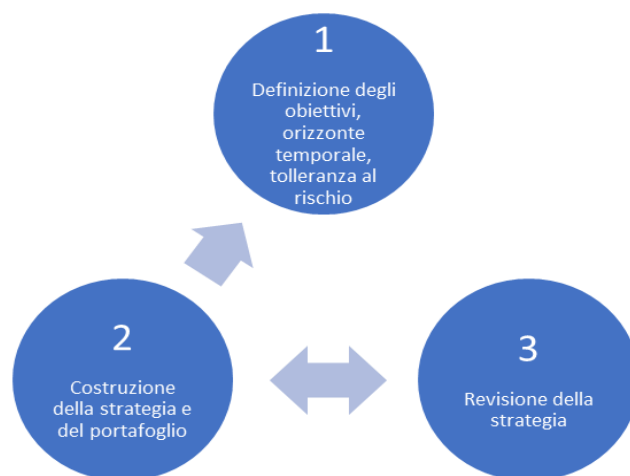 1
Definizione degli
obiettivi,
orizzonte
temporale,
tolleranza al
rischio
2
Costruzione
della strategia e
del portafoglio
3
Revisione della
strategia